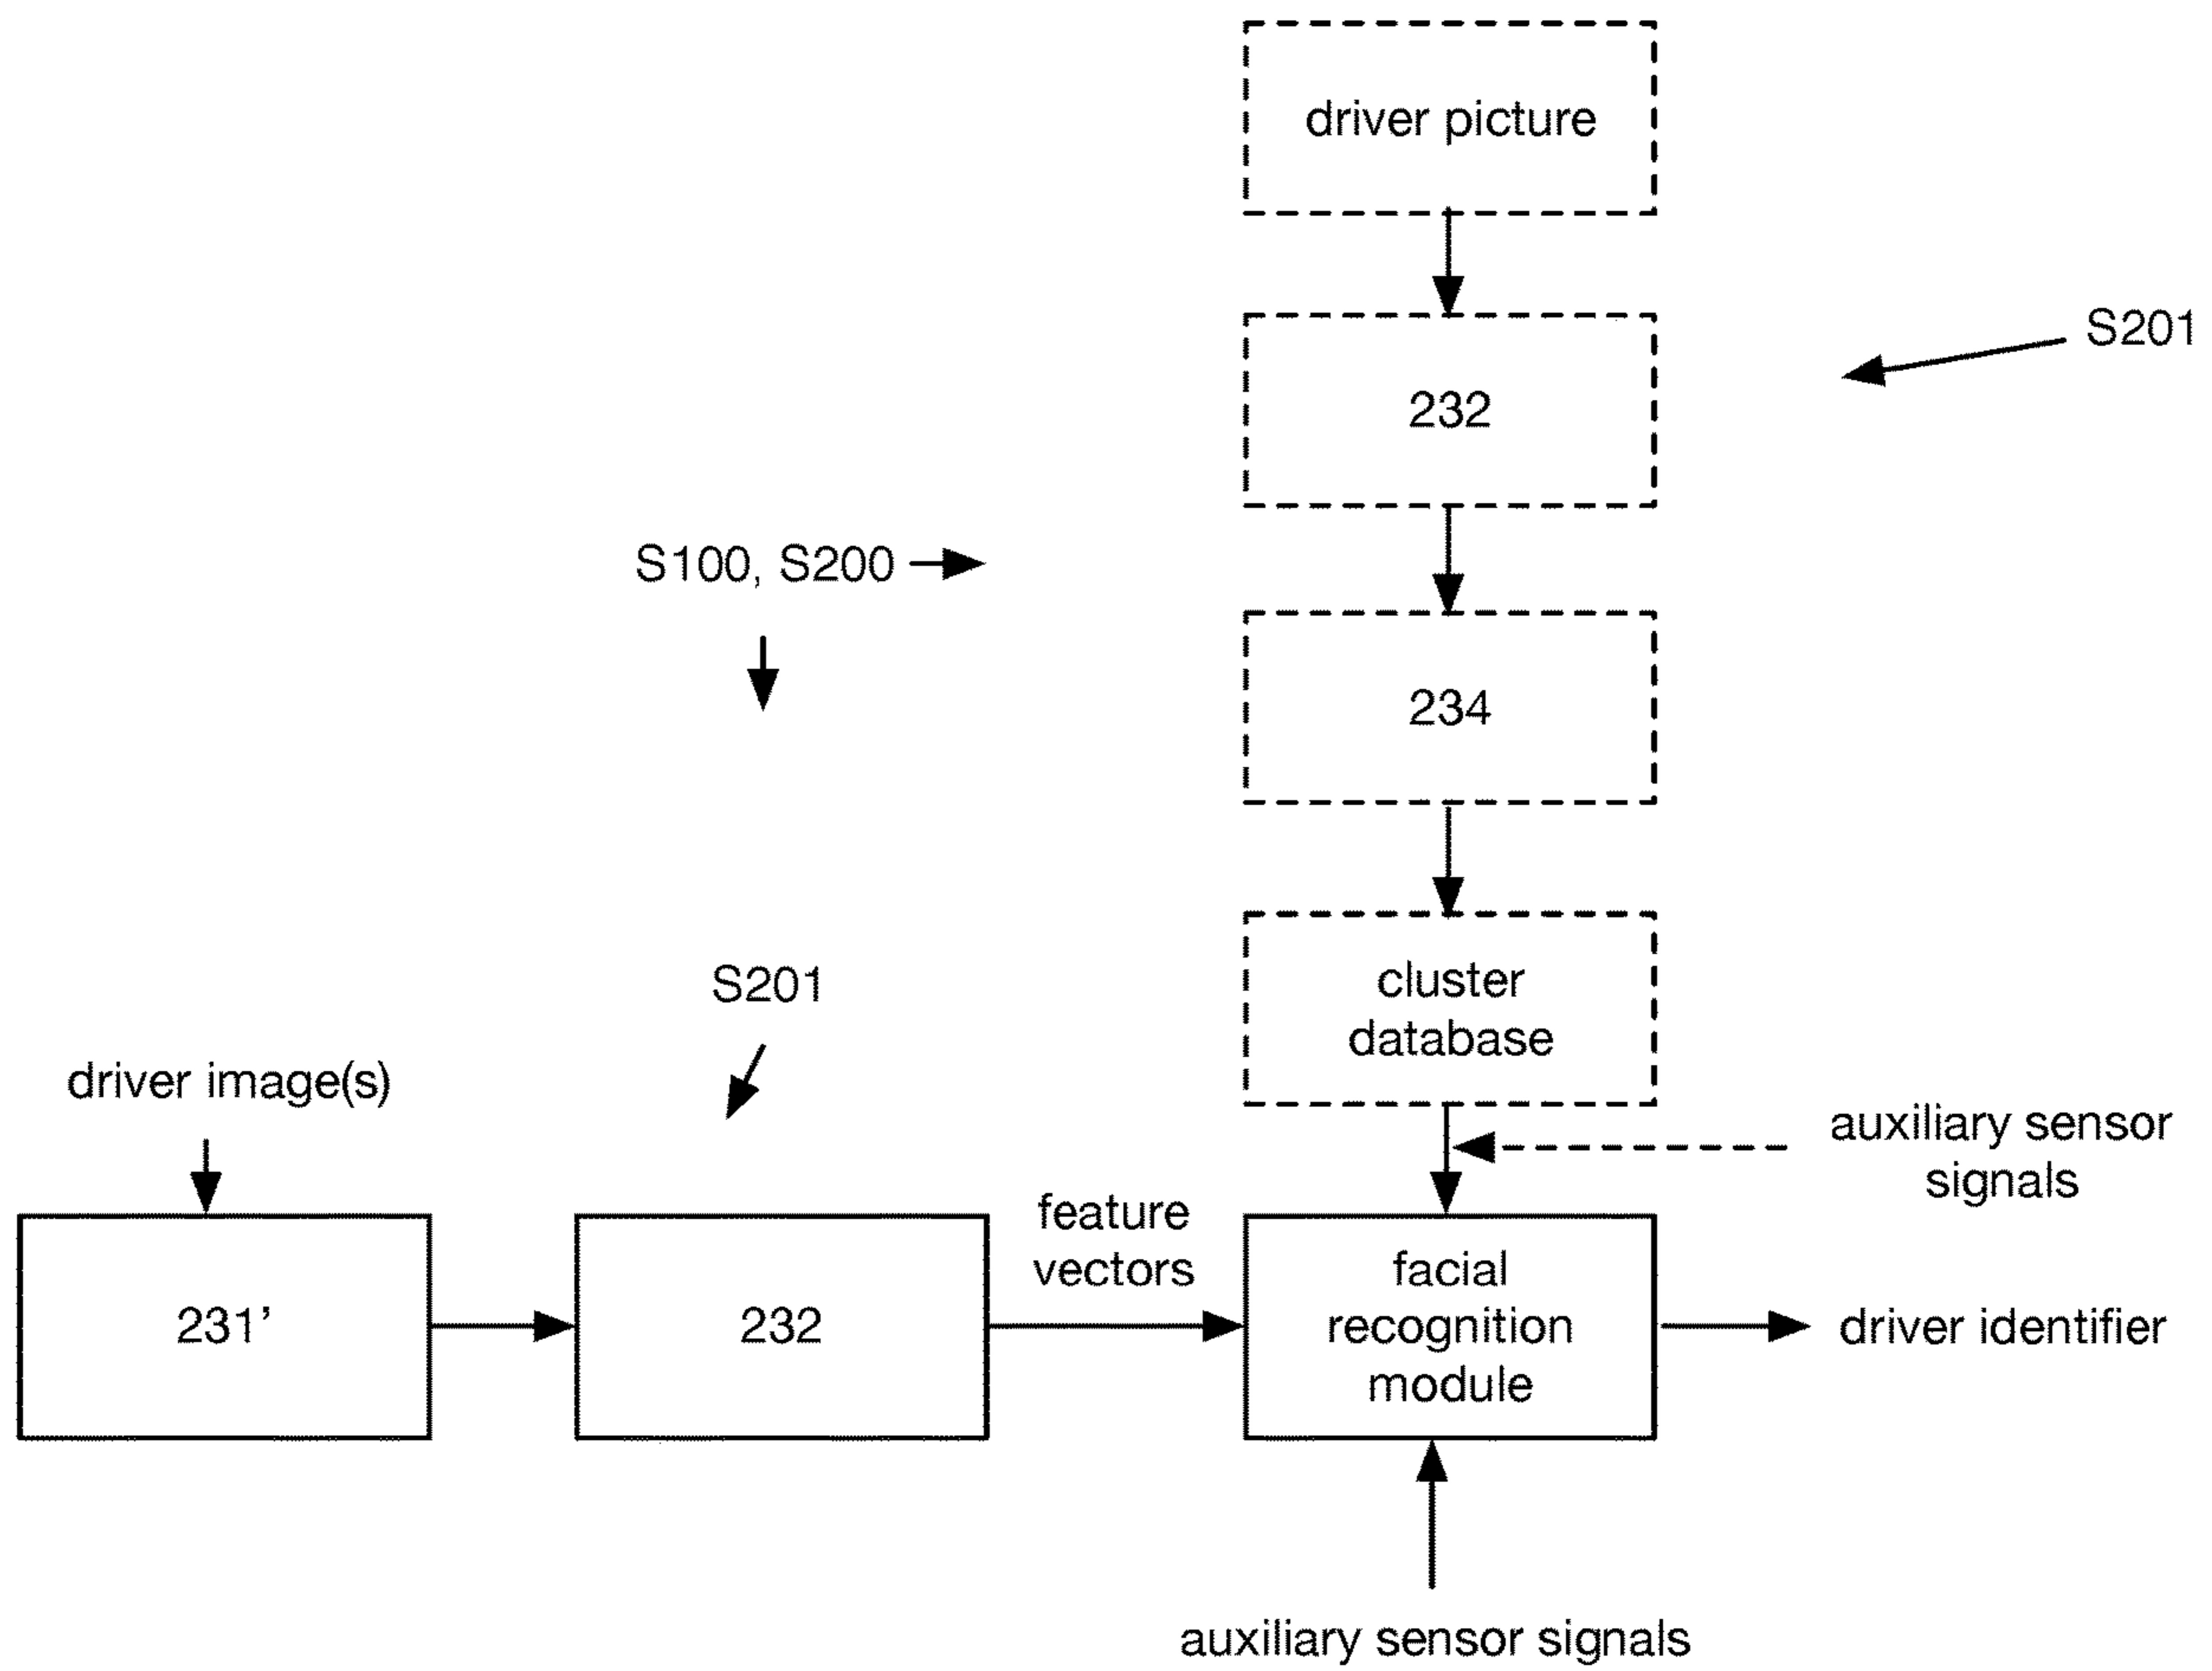 driver picture
S201
232
S100, S200
234
S201
cluster
database
driver image(s)
auxiliary sensor
signals
feature
vectors
231’
232
facial
recognition
module
driver identifier
auxiliary sensor signals